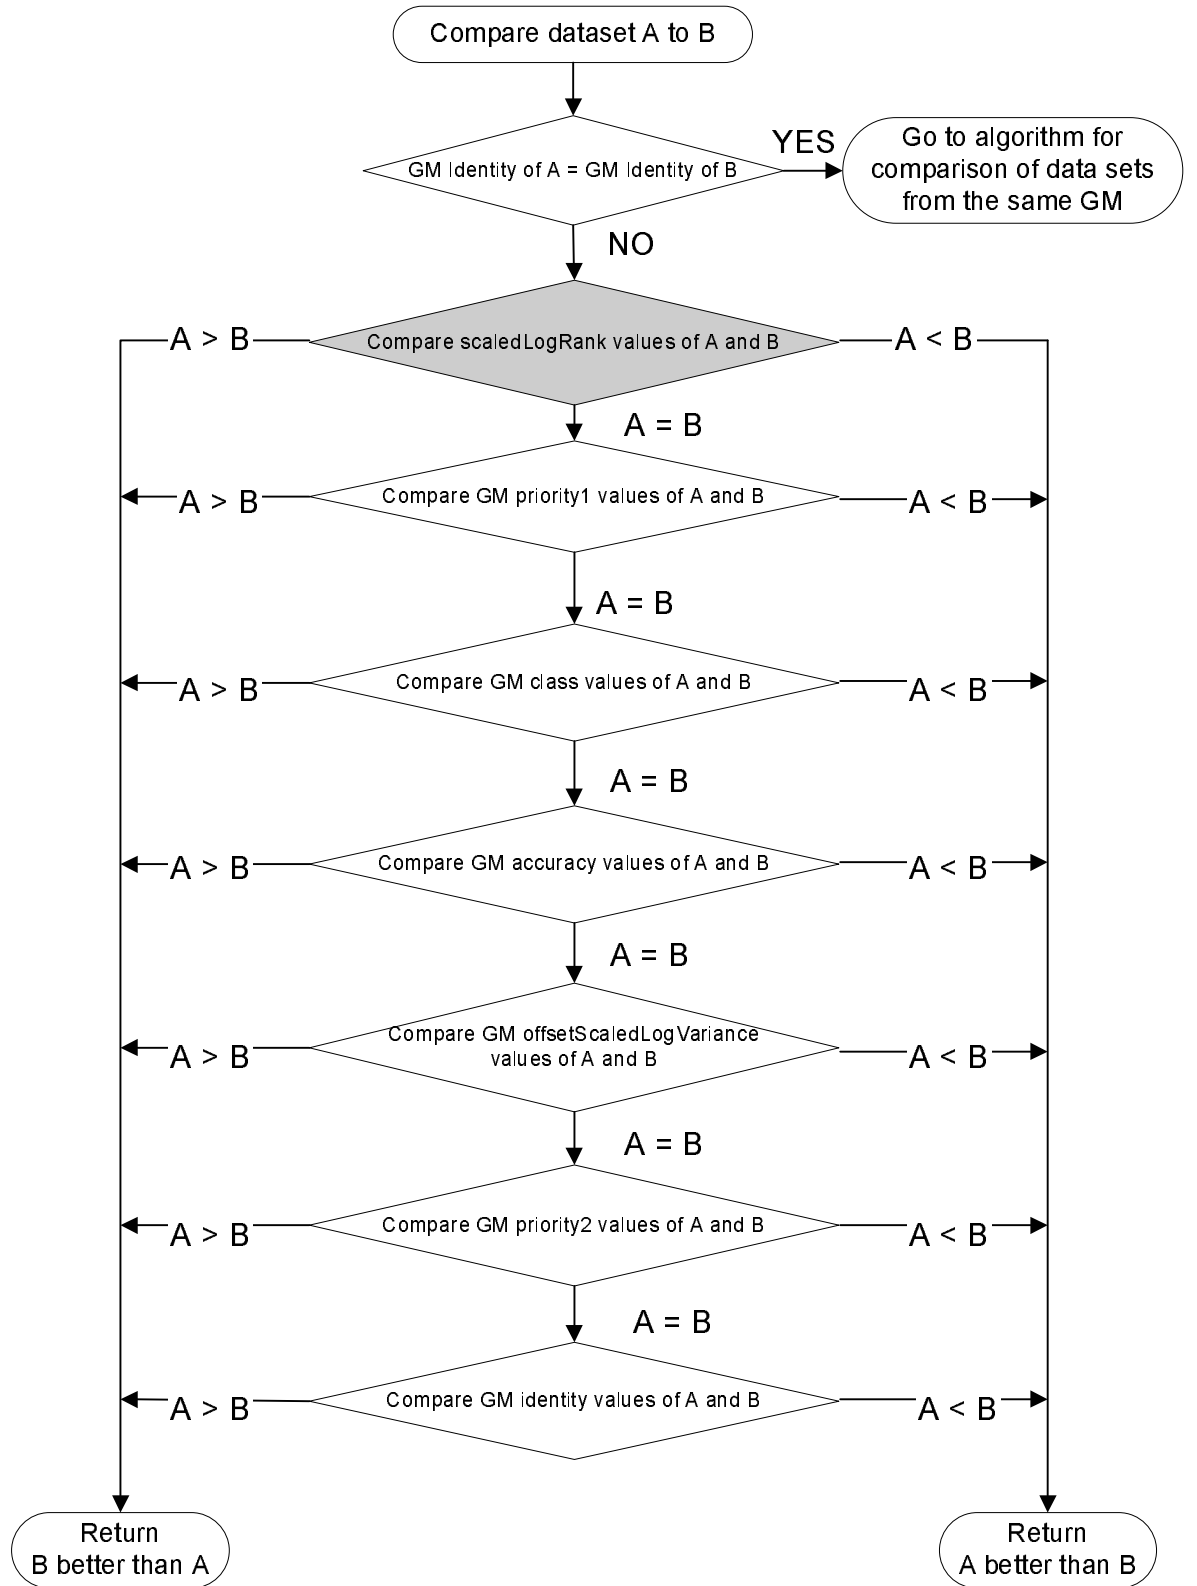 Compare dataset A to B
GM Identity of A = GM Identity of B
YES
Go to algorithm for
comparison of data sets
from the same GM
NO
A > B
Compare scaledLogRank values of A and B
A < B
A = B
A > B
Compare GM priority1 values of A and B
A < B
A = B
A > B
Compare GM class values of A and B
A < B
A = B
A > B
Compare GM accuracy values of A and B
A < B
A = B
A > B
Compare GM offsetScaledLogVariance
values of A and B
A < B
A = B
A > B
Compare GM priority2 values of A and B
A < B
A = B
A > B
Compare GM identity values of A and B
A < B
Return
B better than A
Return
A better than B